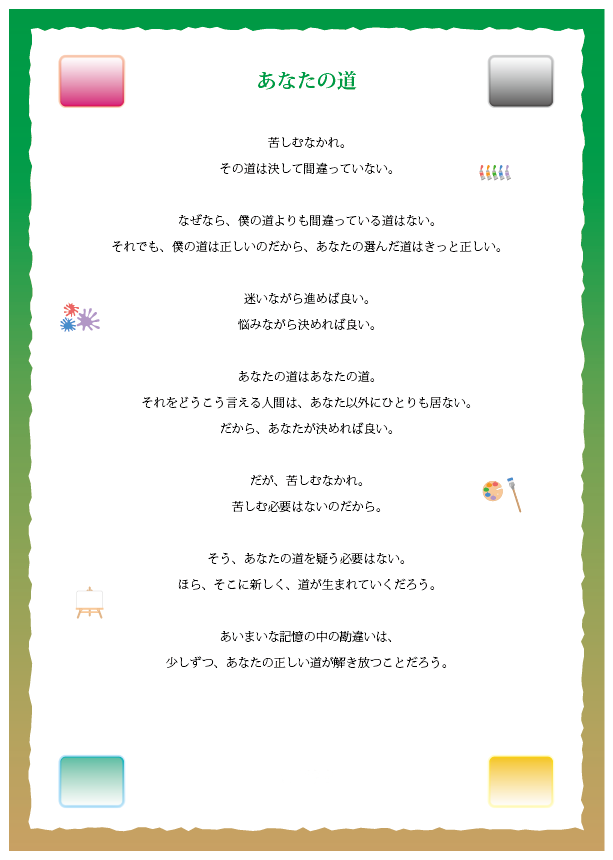 あなたの道
苦しむなかれ。
その道は決して間違っていない。
なぜなら、僕の道よりも間違っている道はない。
それでも、僕の道は正しいのだから、あなたの選んだ道はきっと正しい。
迷いながら進めば良い。
悩みながら決めれば良い。
あなたの道はあなたの道。
それをどうこう言える人間は、あなた以外にひとりも居ない。
だから、あなたが決めれば良い。
だが、苦しむなかれ。
苦しむ必要はないのだから。
そう、あなたの道を疑う必要はない。
ほら、そこに新しく、道が生まれていくだろう。
あいまいな記憶の中の勘違いは、
少しずつ、あなたの正しい道が解き放つことだろう。